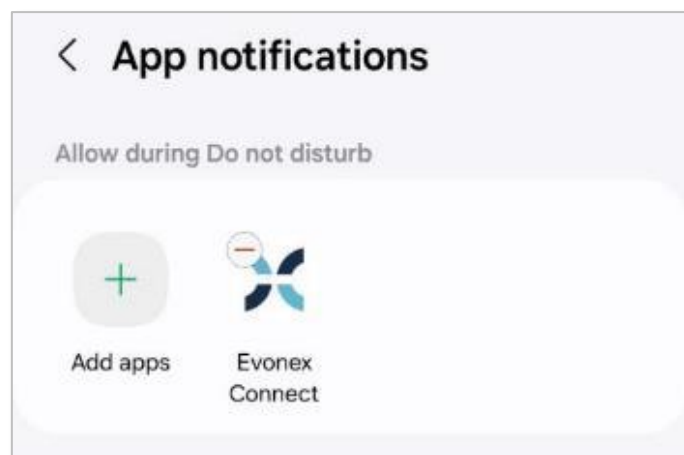 App notifications
Allow during Do not disturb
Add apps
Evonex
Connect